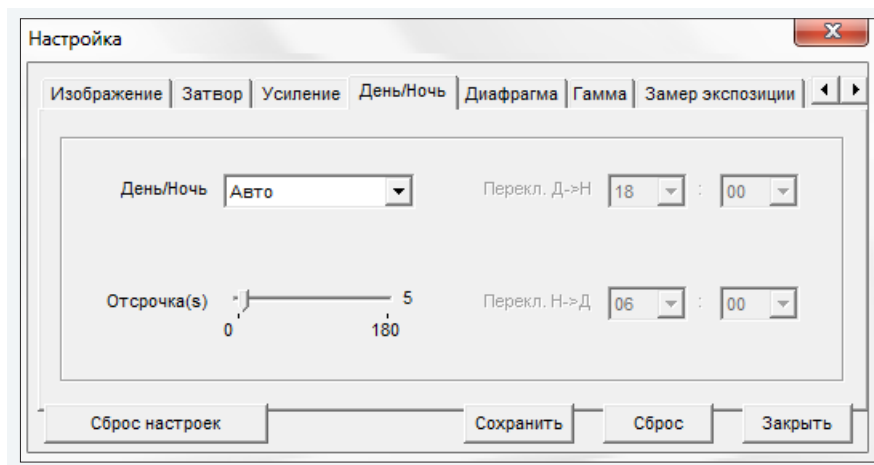 Настройка
Изображение Затвор Усиление День/Ночь Диафрагма Гамма Замер экспозиции
День/Ночь Авто Перекл. Д->Н 18 : 00
Отсрочка(s) 5 Перекл. Н->Д 06 : 00
0 180
Сброс настроек Сохранить Сброс Закрыть